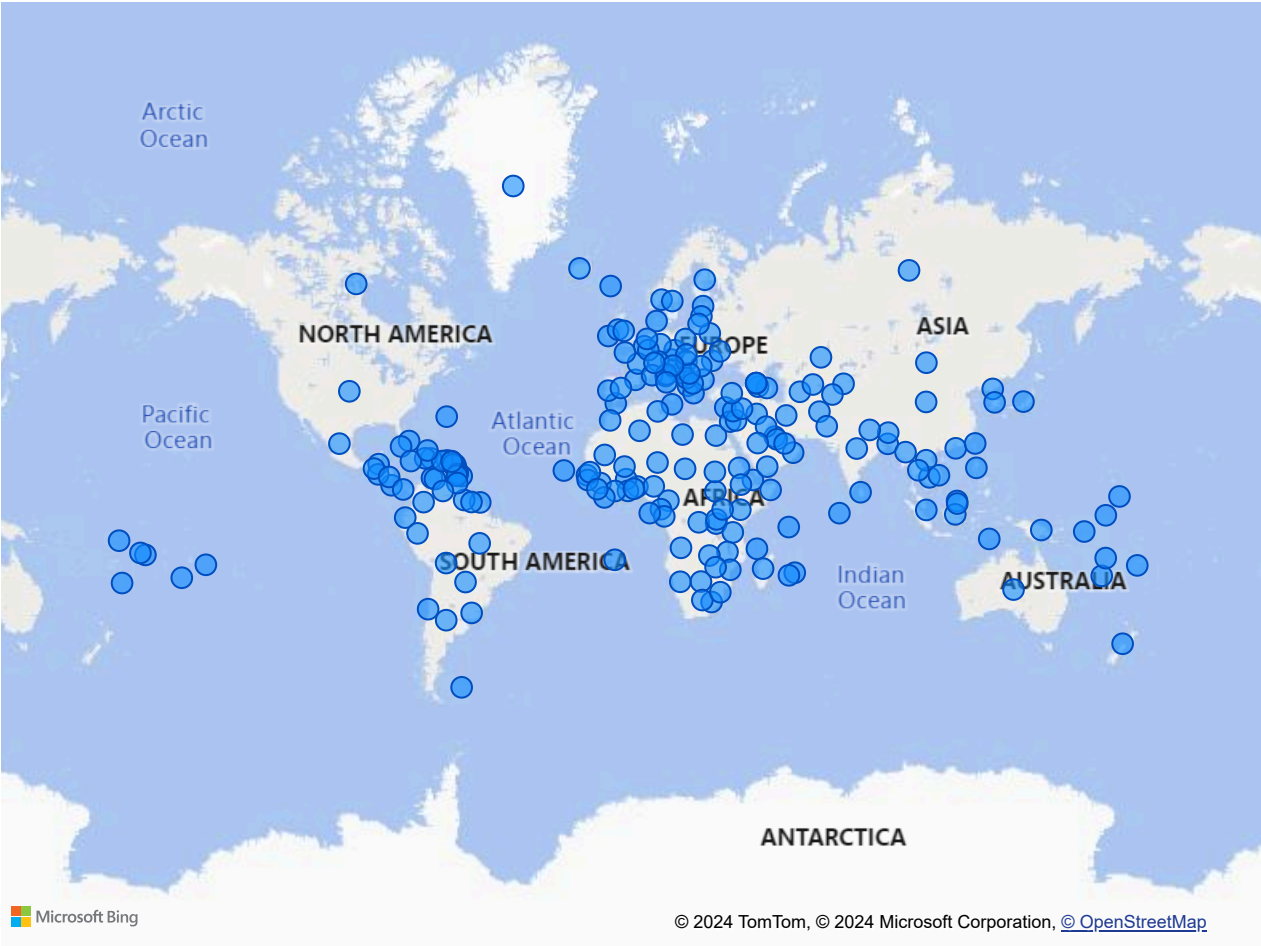 Arctic
Ocean
NORTH AMERICA
EUROPE
ASIA
Pacific
Ocean
Atlantic
Ocean
AFRICA
SOUTH AMERICA
Indian
Ocean
AUSTRALIA
ANTARCTICA
Microsoft Bing
© 2024 TomTom, © 2024 Microsoft Corporation, © OpenStreetMap